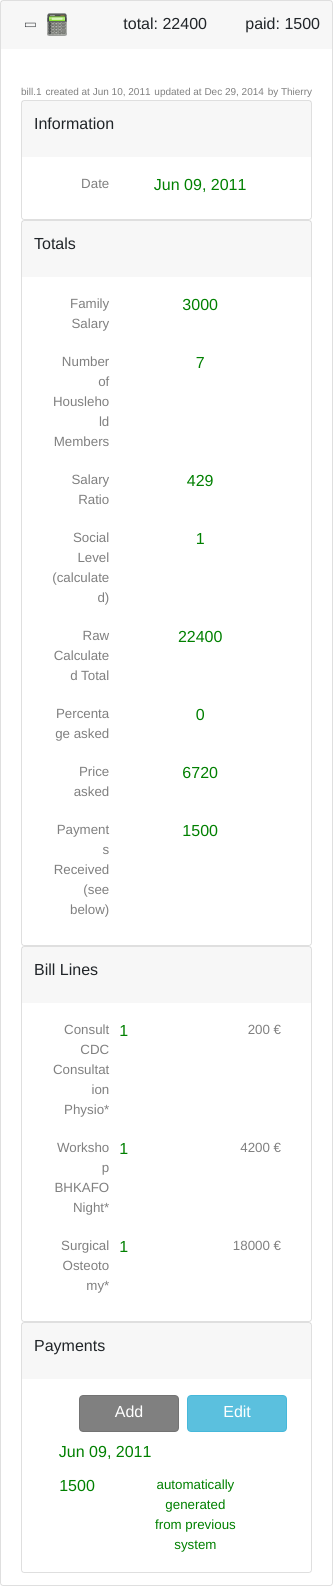 total: 22400 paid: 1500
bill.1 created at Jun 10, 2011 updated at Dec 29, 2014 by Thierry
Information
Date Jun 09, 2011
Totals
Family 3000
Salary
Number 7
of
Housleho
ld
Members
Salary 429
Ratio
Social 1
Level
(calculate
d)
Raw 22400
Calculate
d Total
Percenta 0
ge asked
Price 6720
asked
Payment 1500
s
Received
(see
below)
Bill Lines
Consult 1 200 €
CDC
Consultat
ion
Physio*
Worksho 1 4200 €
p
BHKAFO
Night*
Surgical 1 18000 €
Osteoto
my*
Payments
Add Edit
Jun 09, 2011
1500 automatically
generated
from previous
system